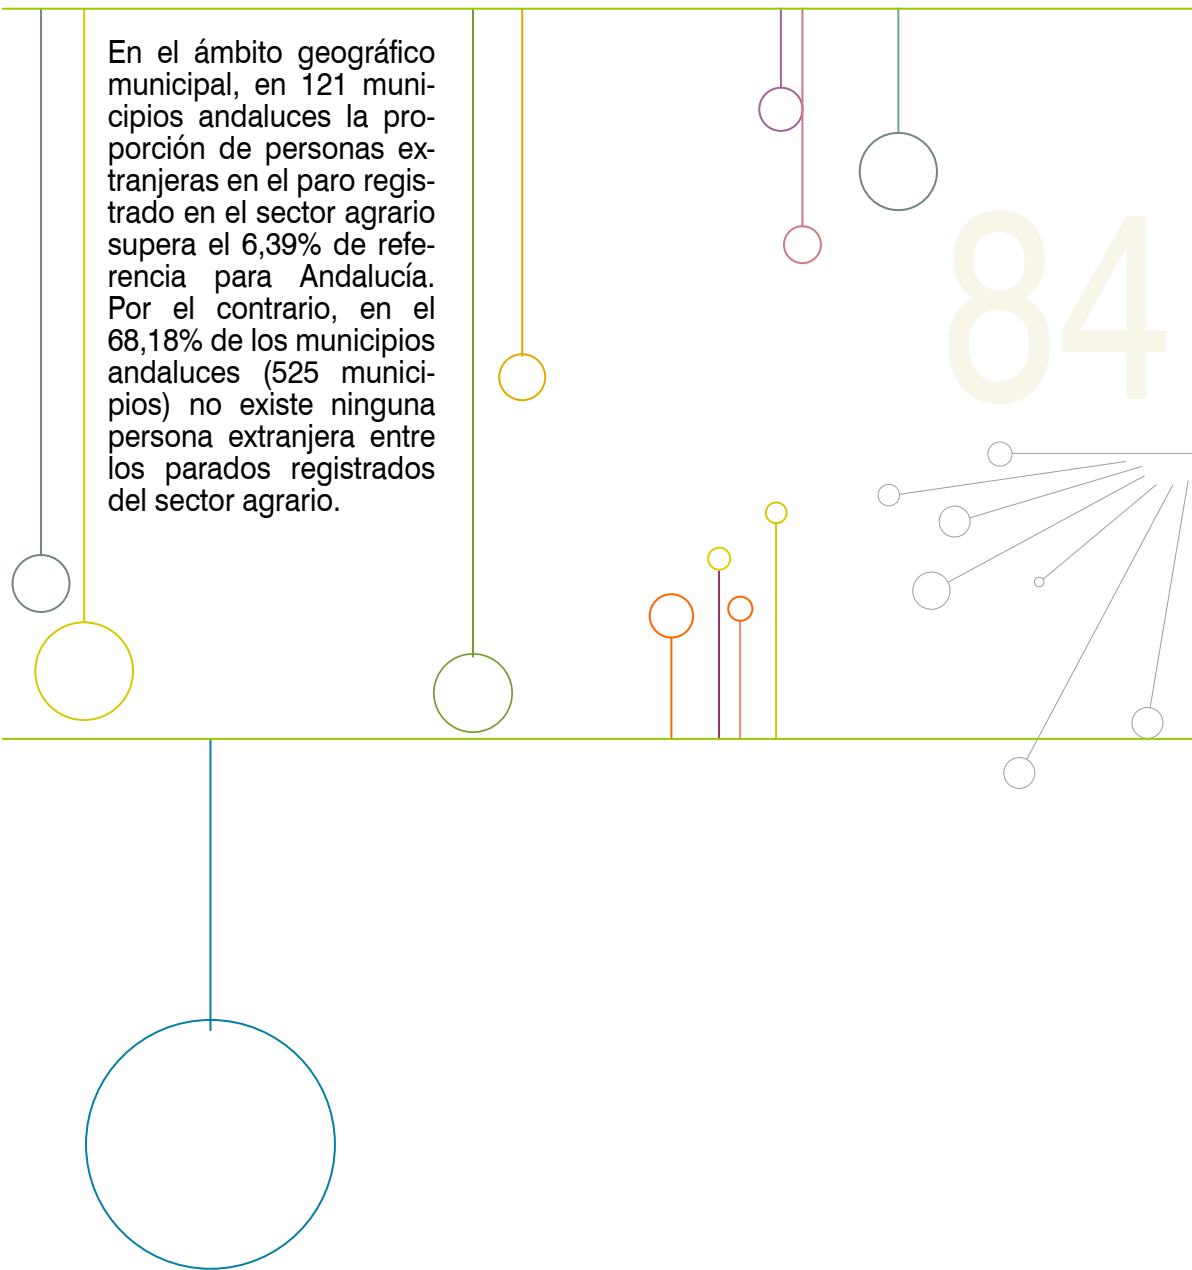 En el ámbito geográfico
municipal, en 121 muni-
cipios andaluces la pro-
porción de personas ex-
tranjeras en el paro regis-
trado en el sector agrario
supera el 6,39% de refe-
rencia para Andalucía.
Por el contrario, en el
68,18% de los municipios
andaluces (525 munici-
pios) no existe ninguna
persona extranjera entre
los parados registrados
del sector agrario.
84